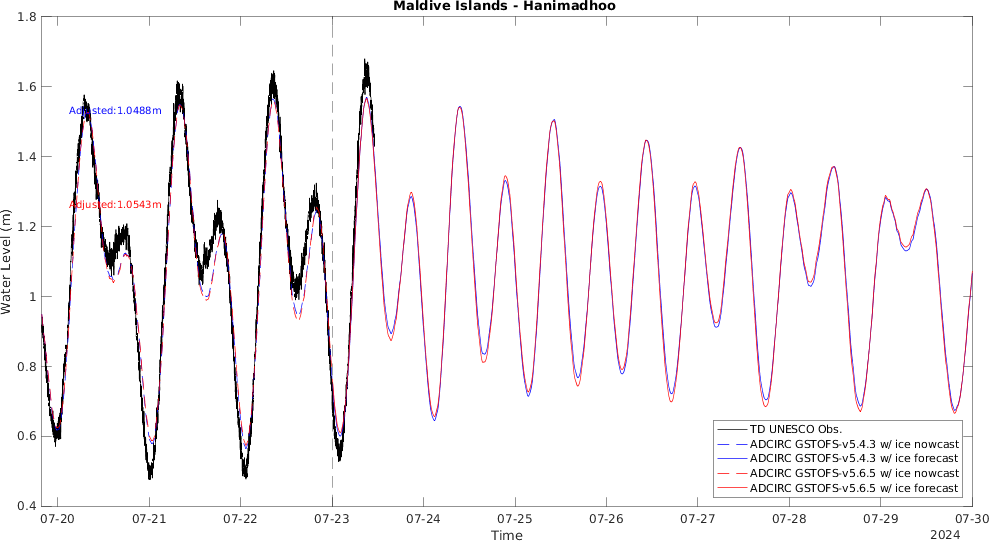 Maldive Islands - Hanimadhoo
1.8
1.6
1.4
1.2
1
0.8
0.6
0.4
Water Level (m)
Adjusted:1.0488m
Adjusted:1.0543m
TD UNESCO Obs.
ADCIRC GSTOFS-v5.4.3 w/ ice nowcast
ADCIRC GSTOFS-v5.4.3 w/ ice forecast
ADCIRC GSTOFS-v5.6.5 w/ ice nowcast
ADCIRC GSTOFS-v5.6.5 w/ ice forecast
07-20 07-21 07-22 07-23 07-24 07-25 07-26 07-27 07-28 07-29 07-30
Time
2024